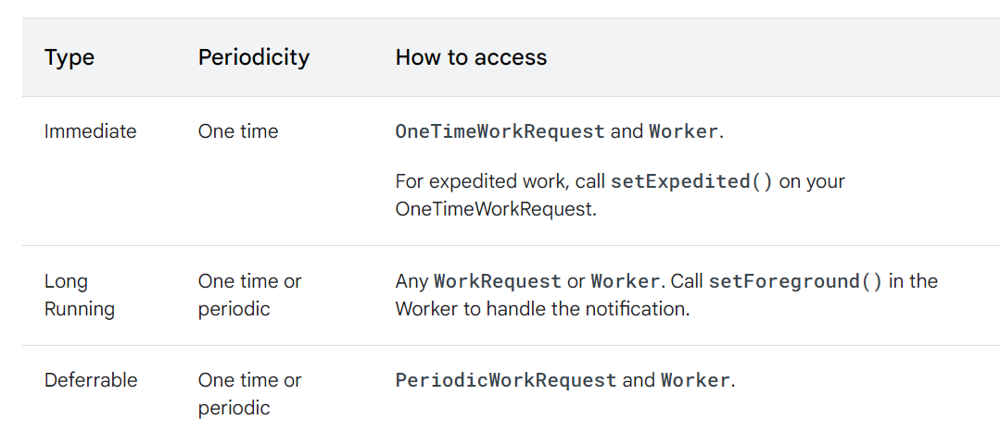 Type Periodicity How to access
Immediate One time OneTimeWorkRequest and Worker.
For expedited work, call setExpedited() on your
OneTimeWorkRequest.
Long One time or Any WorkRequest or Worker. Call setForeground() in the
Running periodic Worker to handle the notification.
Deferrable One time or PeriodicWorkRequest and Worker.
periodic